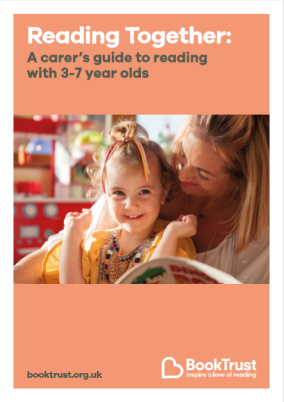 Reading Together:
A carer's guide to reading
with 3-7 year olds
DINO
booktrust.org.uk
BookTrust
Inspire a love of reading